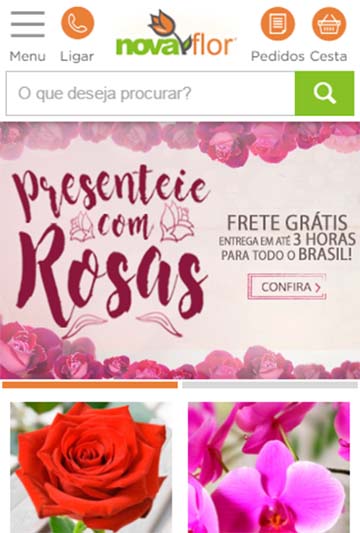 novaflor
Menu Ligar Pedidos Cesta
O que deseja procurar?
Presenteie
com
Rosas
FRETE GRÁTIS
ENTREGA EM ATÉ 3 HORAS
PARA TODO O BRASIL!
CONFIRA